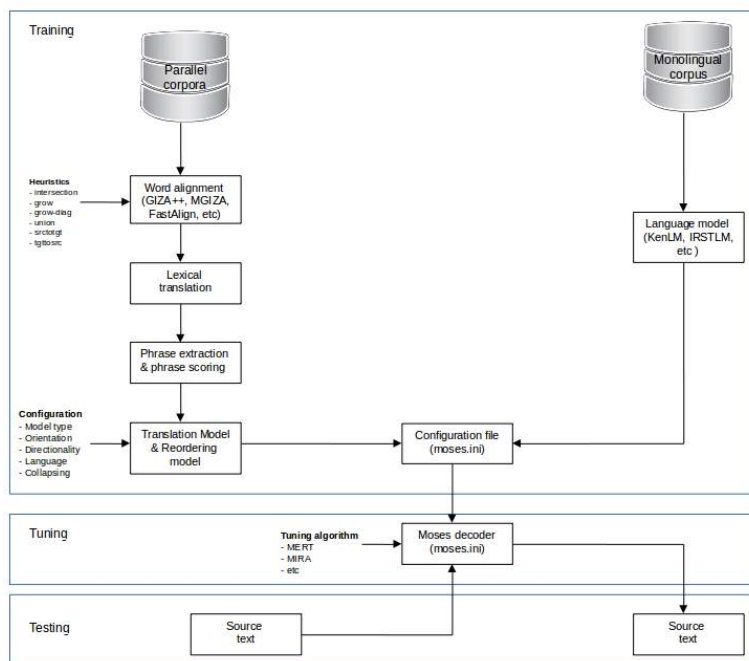 Training
Parallel
corpora
Monolingual
corpus
Heuristics
- intersection
- grow
- grow-diag
- union
- srctotgt
- tgttosrc
Word alignment
(GIZA++, MGIZA,
FastAlign, etc)
Language model
(KenLM, IRSTLM,
etc )
Lexical
translation
Phrase extraction
& phrase scoring
Configuration
- Model type
- Orientation
- Directionality
- Language
- Collapsing
Translation Model
& Reordering
model
Configuration file
(moses.ini)
Tuning
Tuning algorithm
- MERT
- MIRA
- etc
Moses decoder
(moses.ini)
Testing
Source
text
Source
text